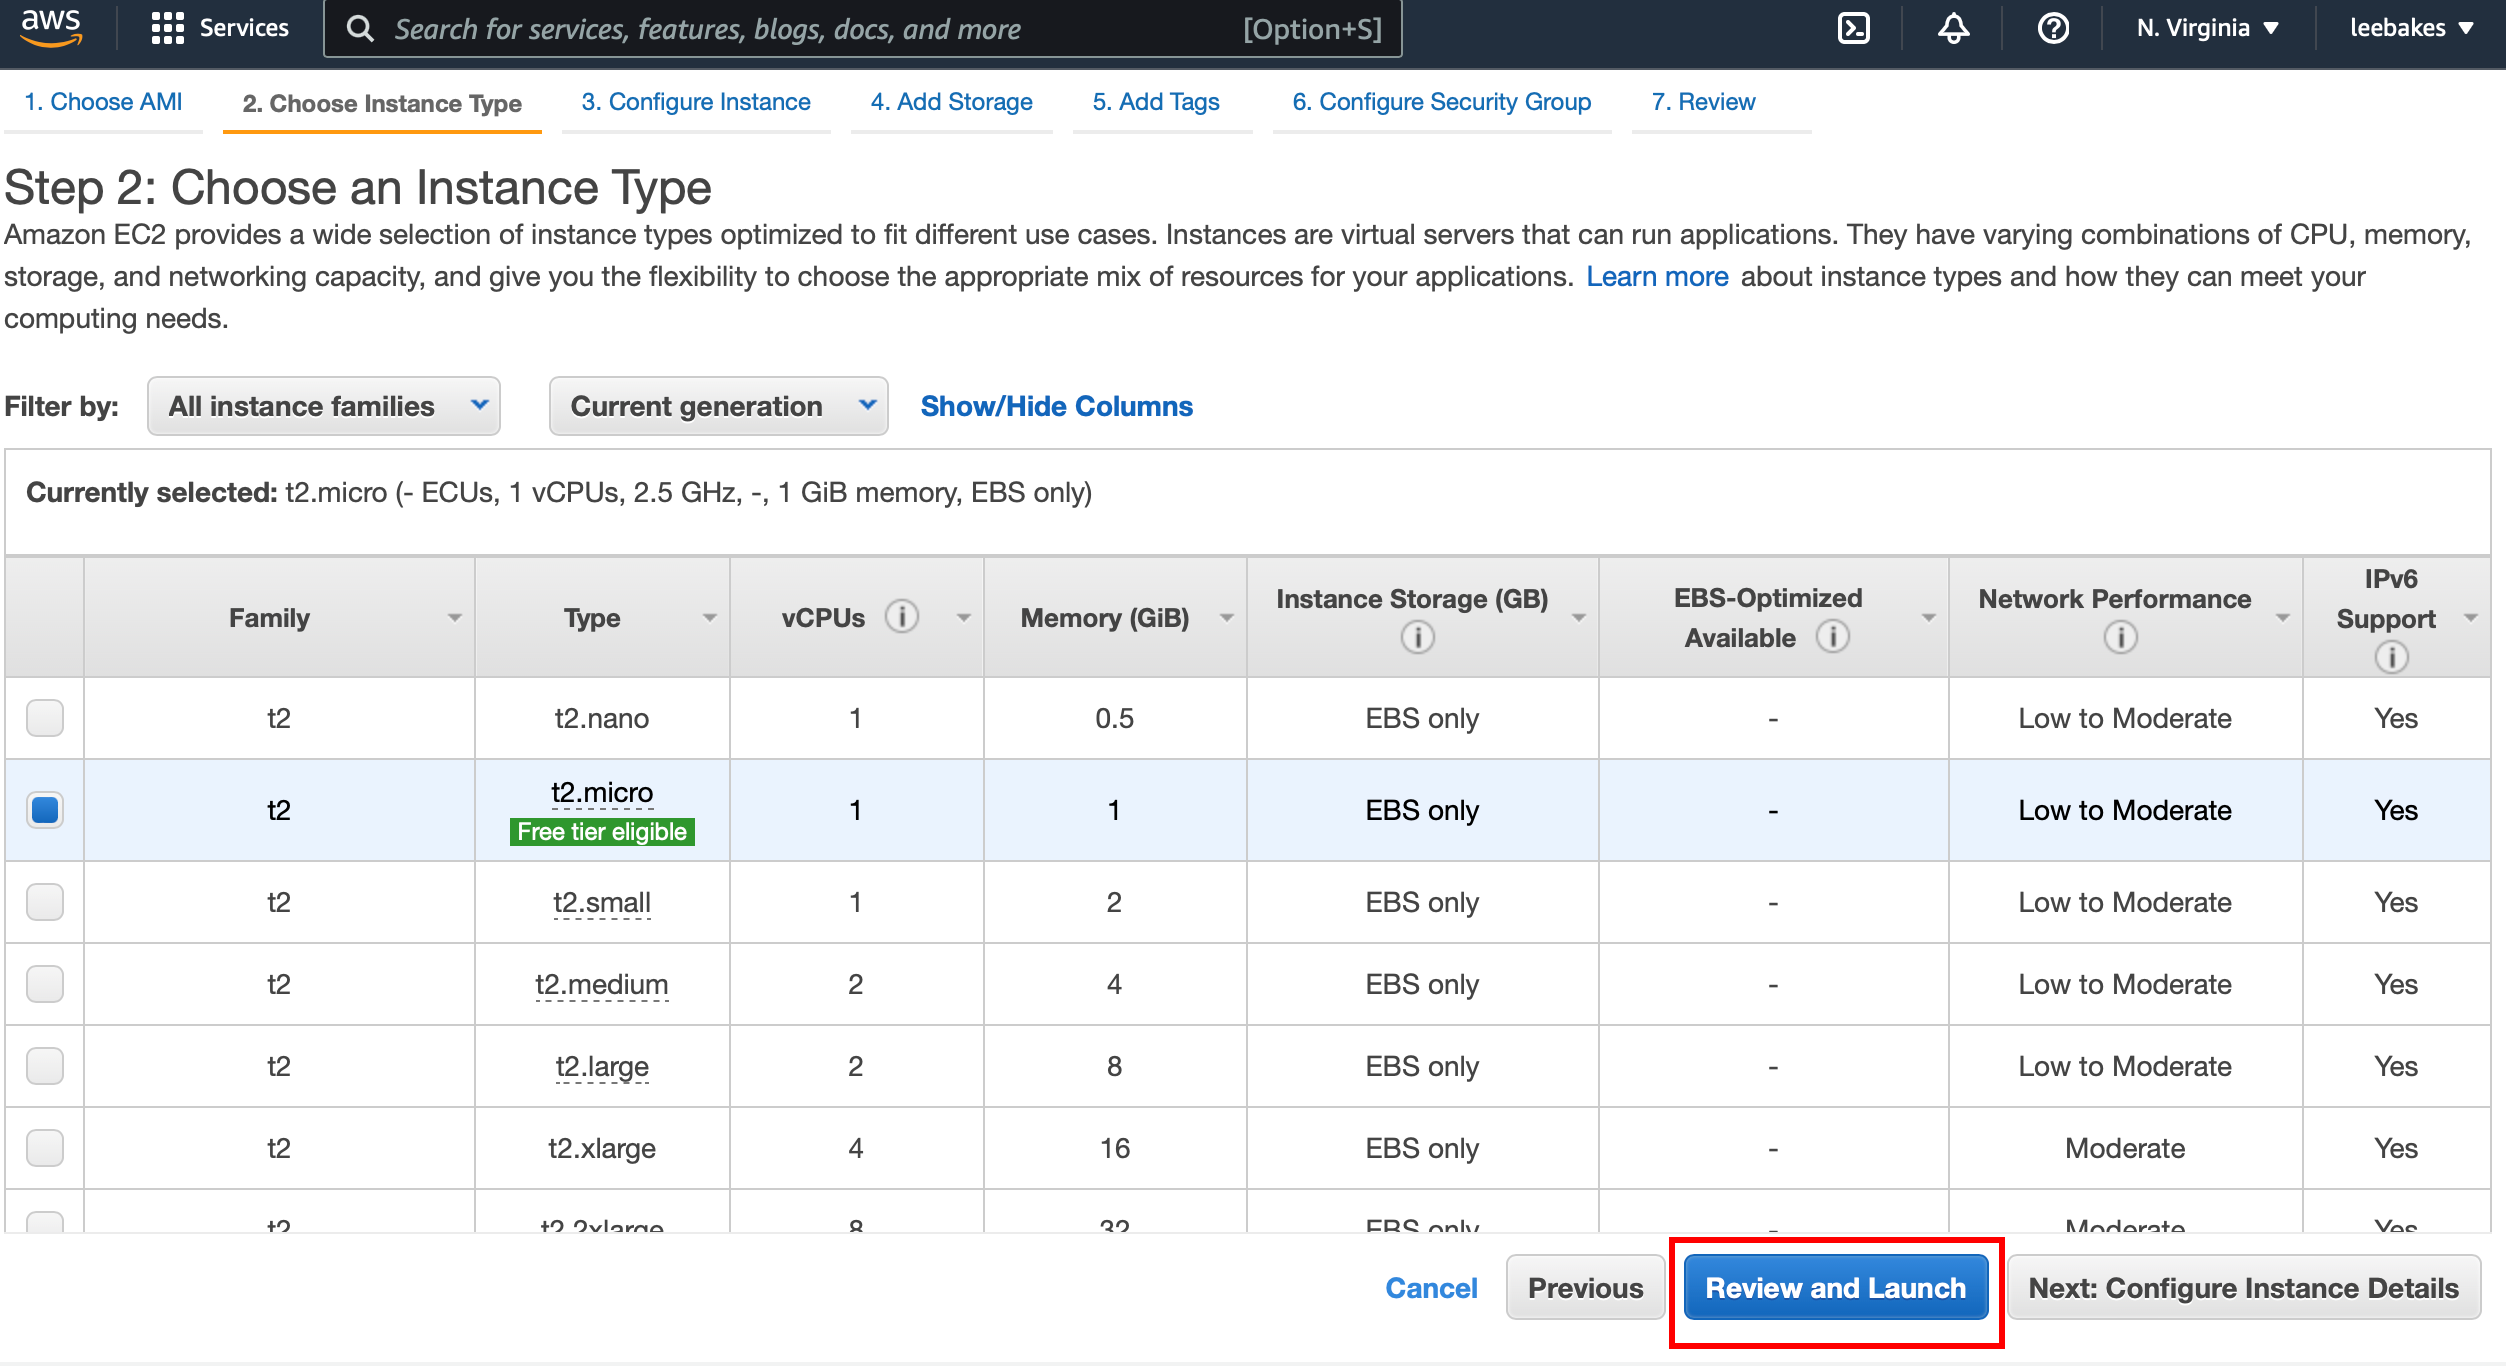 aws
Services
Search for services, features, blogs, docs, and more [Option+S]
N. Virginia
leebakes
1. Choose AMI
2. Choose Instance Type
3. Configure Instance
4. Add Storage
5. Add Tags
6. Configure Security Group
7. Review
Step 2: Choose an Instance Type
Amazon EC2 provides a wide selection of instance types optimized to fit different use cases. Instances are virtual servers that can run applications. They have varying combinations of CPU, memory,
storage, and networking capacity, and give you the flexibility to choose the appropriate mix of resources for your applications. Learn more about instance types and how they can meet your
computing needs.
Filter by: All instance families Current generation Show/Hide Columns
Currently selected: t2.micro (- ECUs, 1 vCPUs, 2.5 GHz, -, 1 GiB memory, EBS only)
Family
Type
vCPUs
Memory (GiB)
Instance Storage (GB)
EBS-Optimized
Available
Network Performance
IPv6
Support
t2 t2.nano 1 0.5 EBS only - Low to Moderate Yes
t2 t2.micro 1 1 EBS only - Low to Moderate Yes
Free tier eligible
t2 t2.small 1 2 EBS only - Low to Moderate Yes
t2 t2.medium 2 4 EBS only - Low to Moderate Yes
t2 t2.large 2 8 EBS only - Low to Moderate Yes
t2 t2.xlarge 4 16 EBS only - Moderate Yes
t2 t2.2xlarge 8 32 EBS only - Moderate Yes
Cancel
Previous
Review and Launch
Next: Configure Instance Details